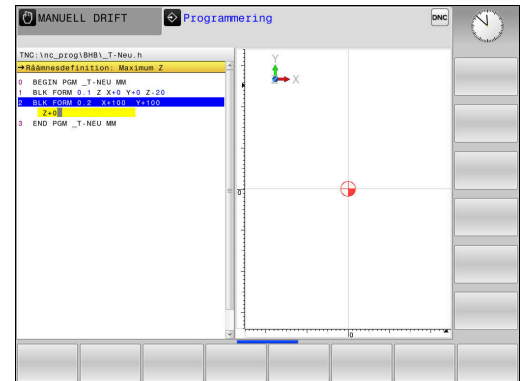 MANUELL DRIFT
Programmering
DNC
TNC:\nc_prog\BHB\_T-Neu.h
→Råämnesdefinition: Maximum Z
0 BEGIN PGM _T-NEU MM
1 BLK FORM 0.1 Z X+0 Y+0 Z-20
2 BLK FORM 0.2 X+100 Y+100
Z+0
3 END PGM _T-NEU MM
Y
X
0
0